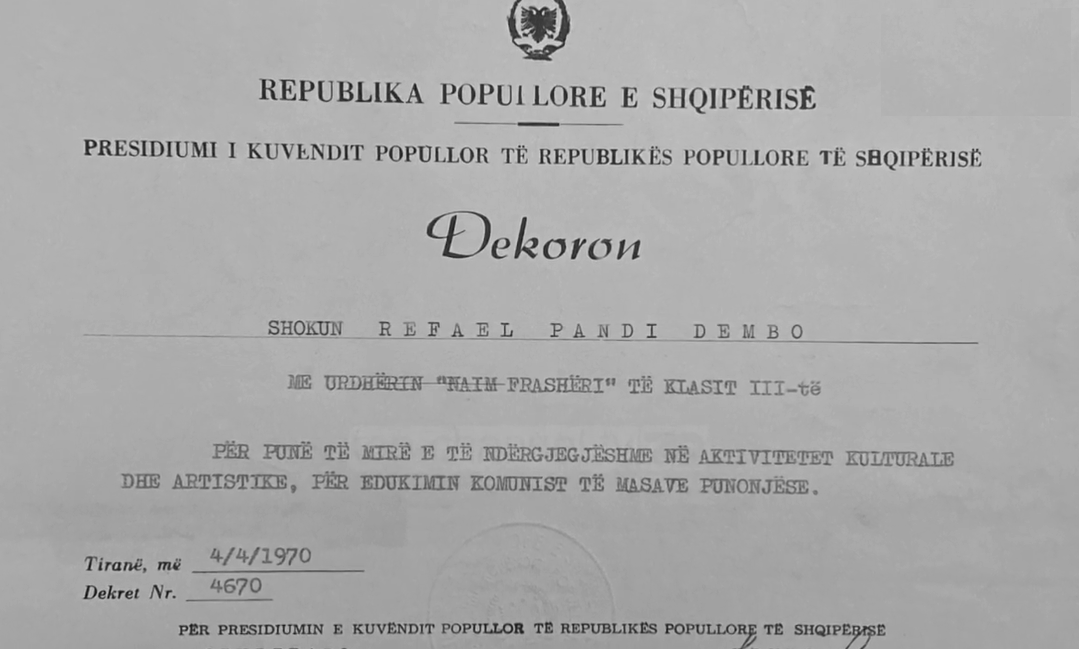 REPUBLIKA POPULLORE E SHQIPËRISË
PRESIDIUMI I KUVENDIT POPULLOR TË REPUBLIKËS POPULLORE TË SHQIPËRISË
Dekoron
SHOKUN REFAEL PANDI DEMBO
ME URDHËRIN "NAIM FRASHËRI" TË KLASIT III-të
PËR PUNË TË MIRË E TË NDËRGJEGJËSHME NË AKTIVITETET KULTURALE
DHE ARTISTIKE, PËR EDUKIMIN KOMUNIST TË MASAVE PUNONJËSE.
Tiranë, më 4/4/1970
Dekret Nr. 4670
PËR PRESIDIUMIN E KUVENDIT POPULLOR TË REPUBLIKËS POPULLORE TË SHQIPËRISË